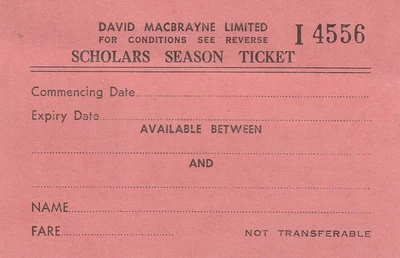 DAVID MACBRAYNE LIMITED
FOR CONDITIONS SEE REVERSE
I 4556
SCHOLARS SEASON TICKET
Commencing Date
Expiry Date
AVAILABLE BETWEEN
AND
NAME
FARE
NOT TRANSFERABLE